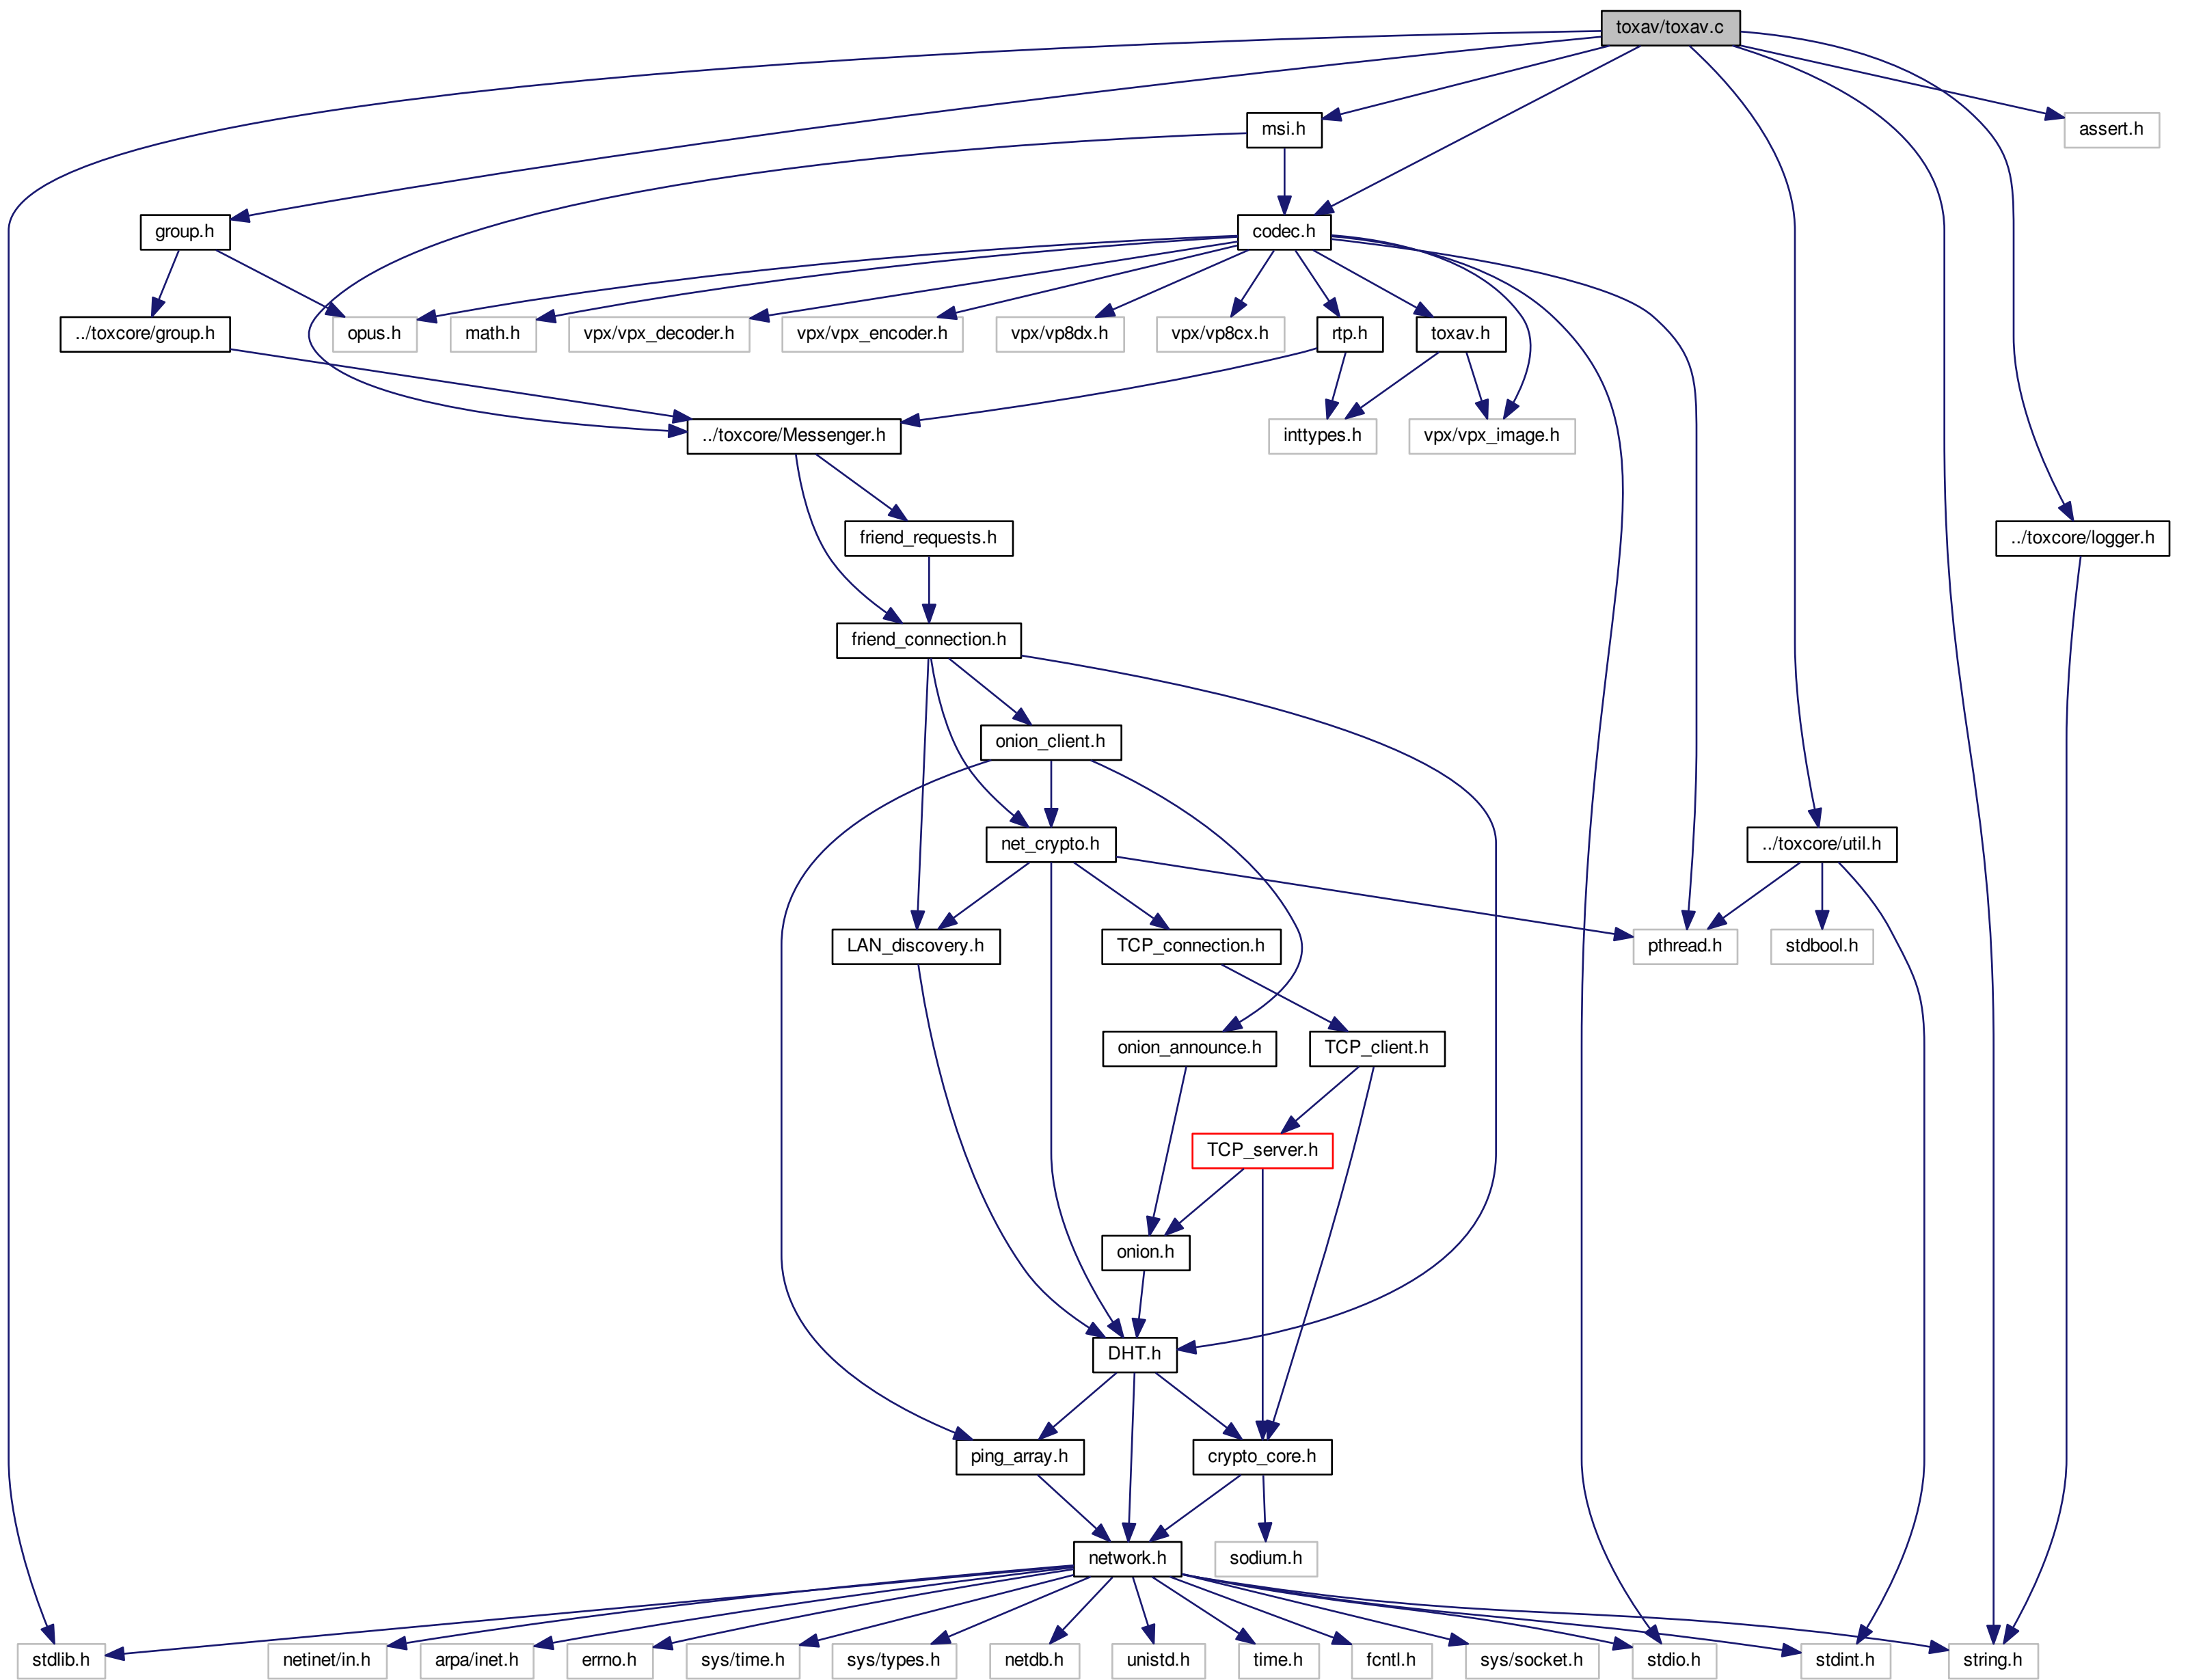 toxav/toxav.c
msi.h
assert.h
group.h
codec.h
../toxcore/group.h
opus.h
math.h
vpx/vpx_decoder.h
vpx/vpx_encoder.h
vpx/vp8dx.h
vpx/vp8cx.h
rtp.h
toxav.h
../toxcore/Messenger.h
inttypes.h
vpx/vpx_image.h
friend_requests.h
../toxcore/logger.h
friend_connection.h
onion_client.h
net_crypto.h
../toxcore/util.h
LAN_discovery.h
TCP_connection.h
pthread.h
stdbool.h
onion_announce.h
TCP_client.h
TCP_server.h
onion.h
DHT.h
ping_array.h
crypto_core.h
network.h
sodium.h
stdlib.h
netinet/in.h
arpa/inet.h
errno.h
sys/time.h
sys/types.h
netdb.h
unistd.h
time.h
fcntl.h
sys/socket.h
stdio.h
stdint.h
string.h